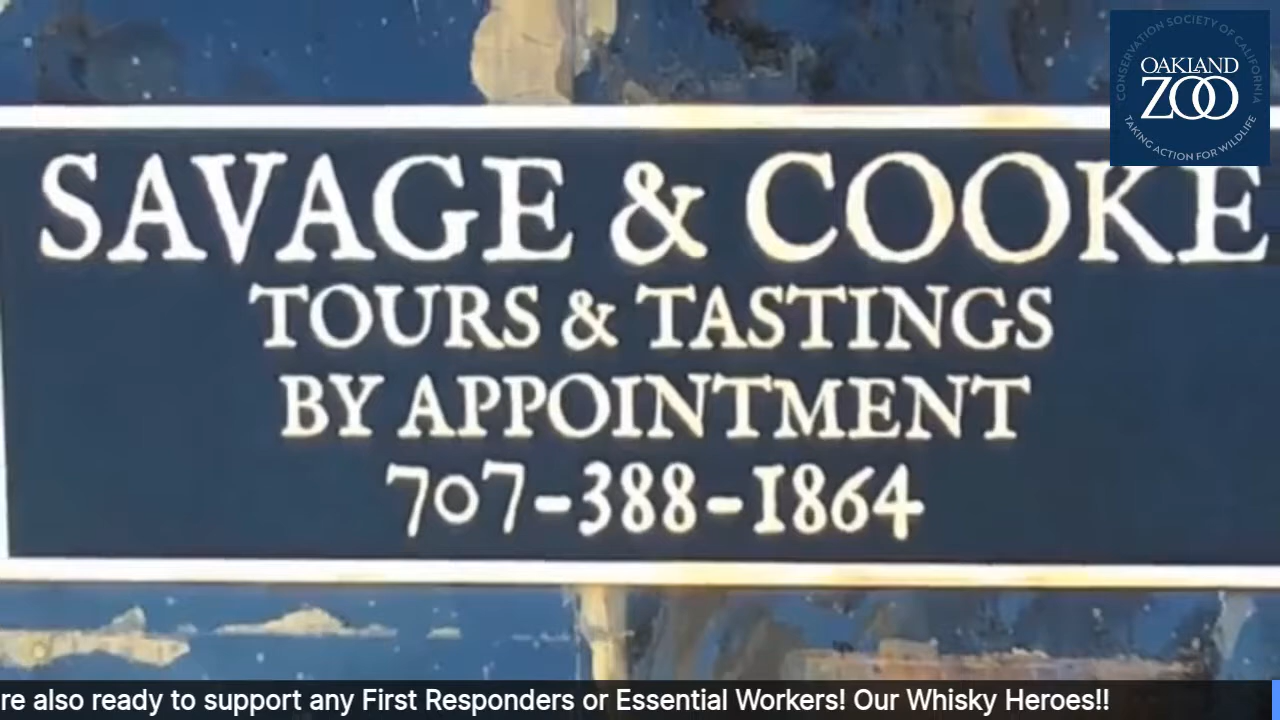 CONSERVATION SOCIETY OF CALIFORNIA
OAKLAND
ZOO
TAKING ACTION FOR WILDLIFE
SAVAGE & COOKE
TOURS & TASTINGS
BY APPOINTMENT
707-388-1864
re also ready to support any First Responders or Essential Workers! Our Whisky Heroes!!